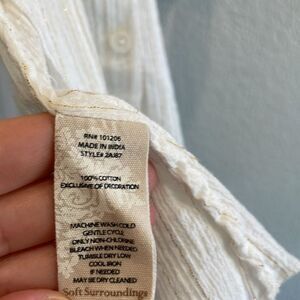 RN# 101206
MADE IN INDIA
STYLE# 2AJ87
100% COTTON
EXCLUSIVE OF DECORATION
MACHINE WASH COLD
GENTLE CYCLE
ONLY NON-CHLORINE
BLEACH WHEN NEEDED
TUMBLE DRY LOW
COOL IRON
IF NEEDED
MAY BE DRY CLEANED
Soft Surroundings